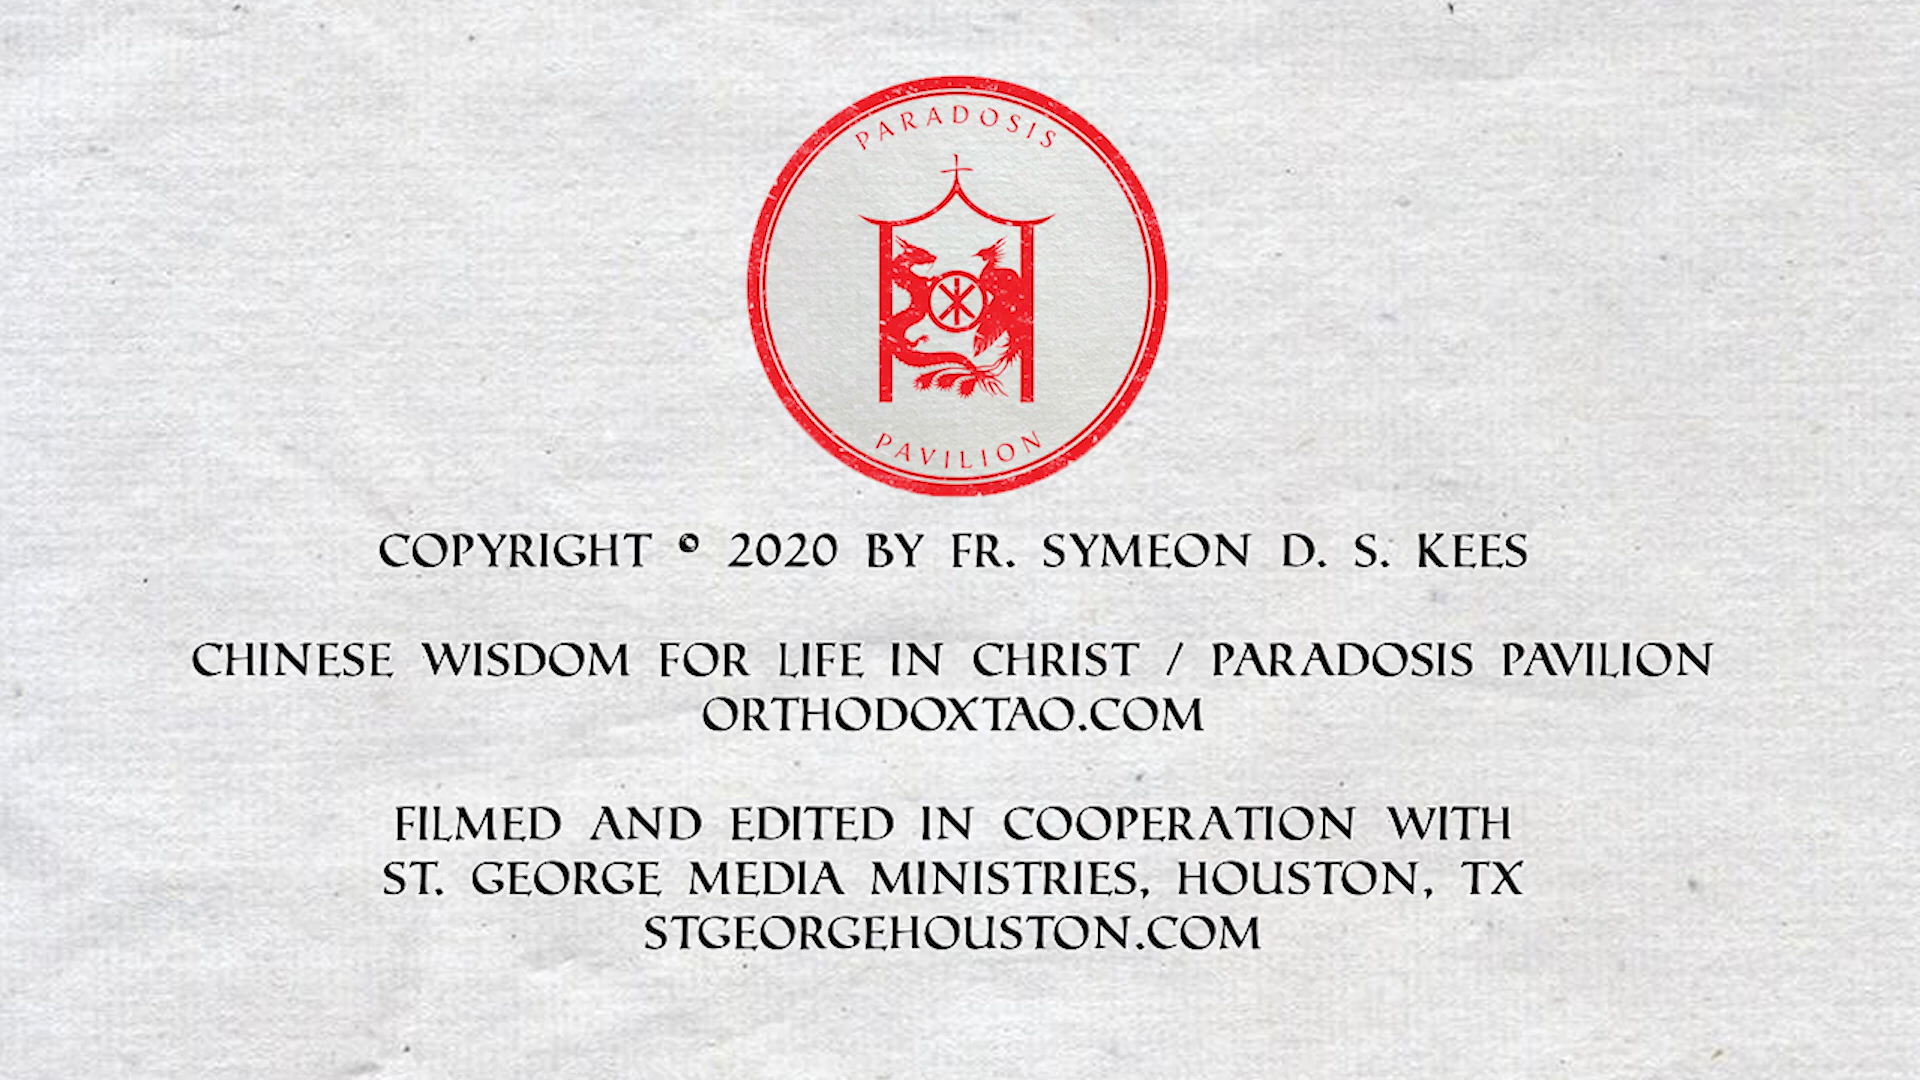 PARADOSIS
PAVILION
COPYRIGHT © 2020 BY FR. SYMEON D. S. KEES
CHINESE WISDOM FOR LIFE IN CHRIST / PARADOSIS PAVILION
ORTHODOXTAO.COM
FILMED AND EDITED IN COOPERATION WITH
ST. GEORGE MEDIA MINISTRIES, HOUSTON, TX
STGEORGEHOUSTON.COM